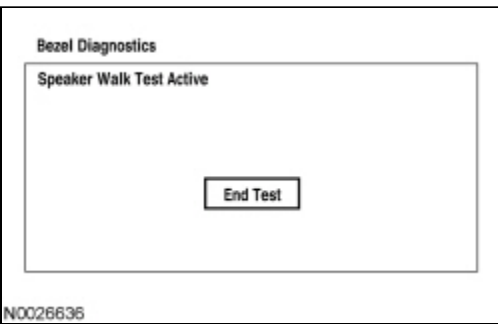 Bezel Diagnostics
Speaker Walk Test Active
End Test
N0026636